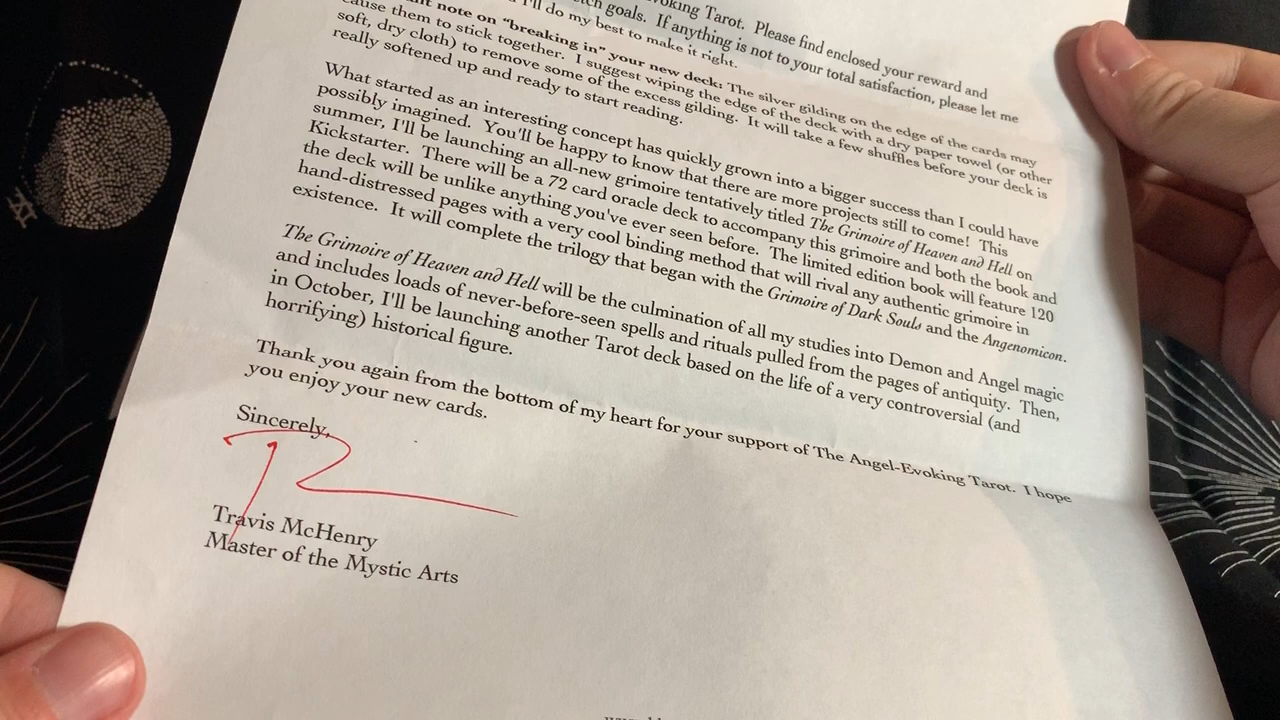 oking Tarot. Please find enclosed your reward and
tch goals. If anything is not to your total satisfaction, please let me
I'll do my best to make it right.
note on "breaking in" your new deck: The silver gilding on the edge of the cards may
cause them to stick together. I suggest wiping the edge of the deck with a dry paper towel (or other
soft, dry cloth) to remove some of the excess gilding. It will take a few shuffles before your deck is
really softened up and ready to start reading.
What started as an interesting concept has quickly grown into a bigger success than I could have
possibly imagined. You'll be happy to know that there are more projects still to come! This
summer, I'll be launching an all-new grimoire tentatively titled The Grimoire of Heaven and Hell on
Kickstarter. There will be a 72 card oracle deck to accompany this grimoire and both the book and
the deck will be unlike anything you've ever seen before. The limited edition book will feature 120
hand-distressed pages with a very cool binding method that will rival any authentic grimoire in
existence. It will complete the trilogy that began with the Grimoire of Dark Souls and the Angenomicon.
The Grimoire of Heaven and Hell will be the culmination of all my studies into Demon and Angel magic
and includes loads of never-before-seen spells and rituals pulled from the pages of antiquity. Then,
in October, I'll be launching another Tarot deck based on the life of a very controversial (and
horrifying) historical figure.
Thank you again from the bottom of my heart for your support of The Angel-Evoking Tarot. I hope
you enjoy your new cards.
Sincerely,
Travis McHenry
Master of the Mystic Arts